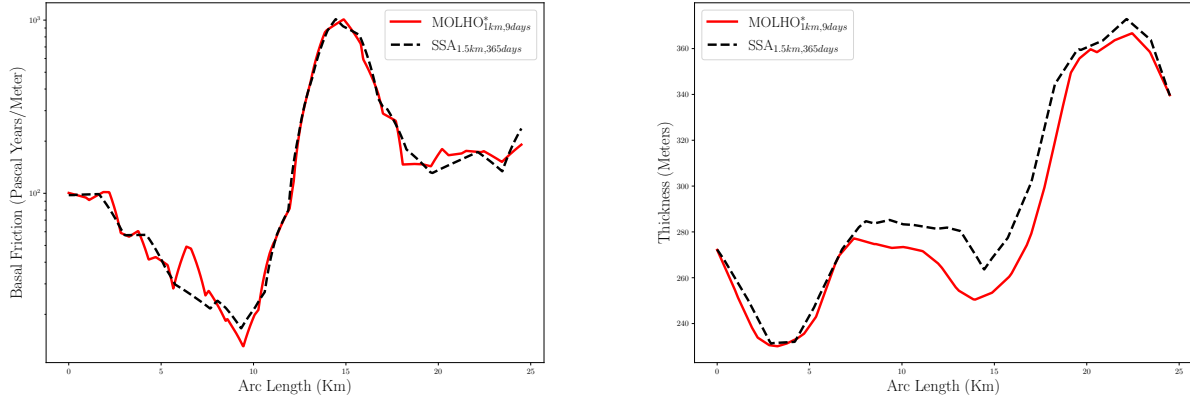 10³
10²
0
5
10
15
20
25
Arc Length (Km)
Basal Friction (Pascal Years/Meter)
MOLHO*1km,9days
SSA1.5km,365days
360
340
320
300
280
260
240
0
5
10
15
20
25
Arc Length (Km)
Thickness (Meters)
MOLHO*1km,9days
SSA1.5km,365days